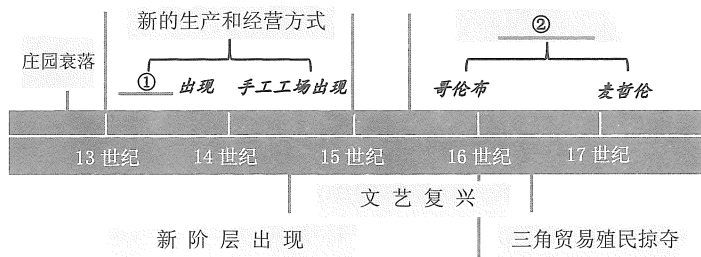 新的生产和经营方式
②
庄园衰落
① 出现 手工工场出现
哥伦布 麦哲伦
13世纪 14世纪 15世纪 16世纪 17世纪
文艺复兴
新阶层出现 三角贸易殖民掠夺